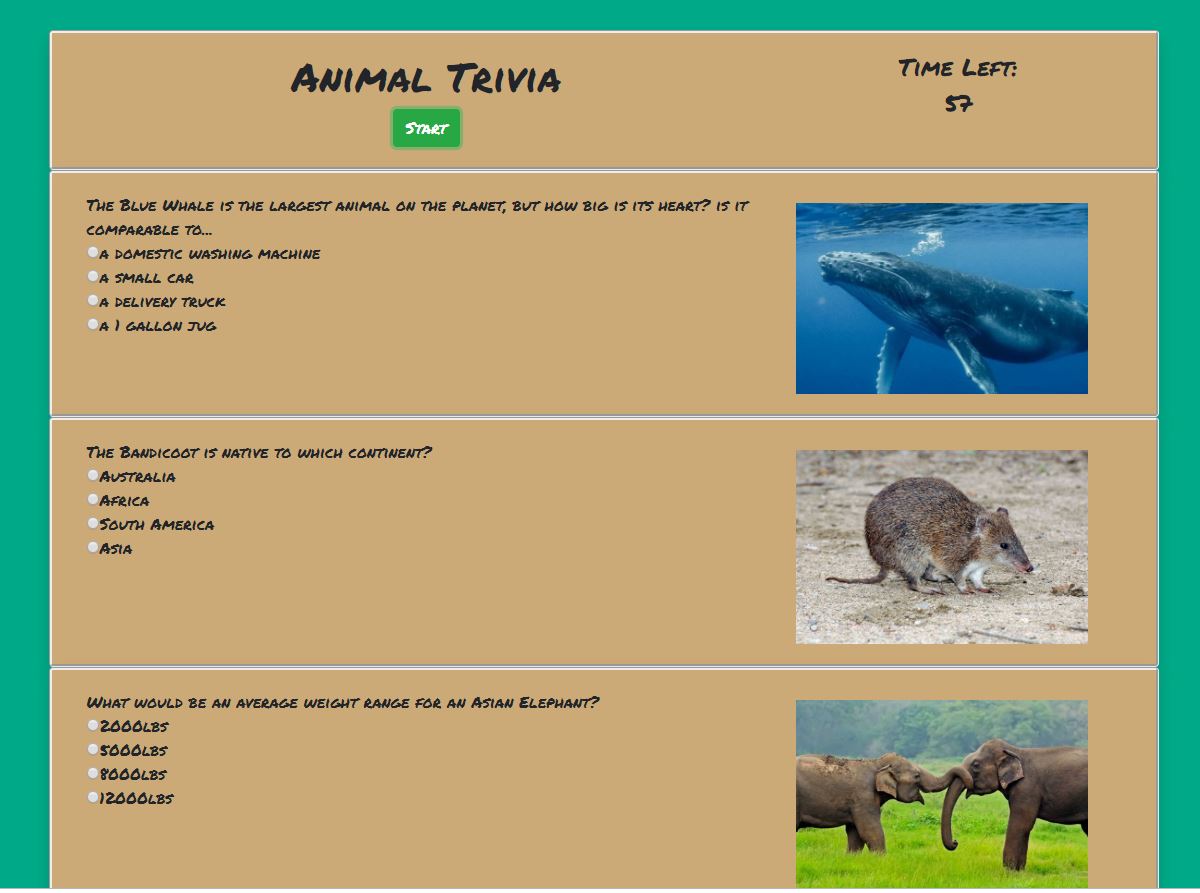 Animal Trivia
Start
Time Left:
57
The Blue Whale is the largest animal on the planet, but how big is its heart? is it
comparable to...
a domestic washing machine
a small car
a delivery truck
a 1 gallon jug
The Bandicoot is native to which continent?
Australia
Africa
South America
Asia
What would be an average weight range for an Asian Elephant?
2000lbs
5000lbs
8000lbs
12000lbs